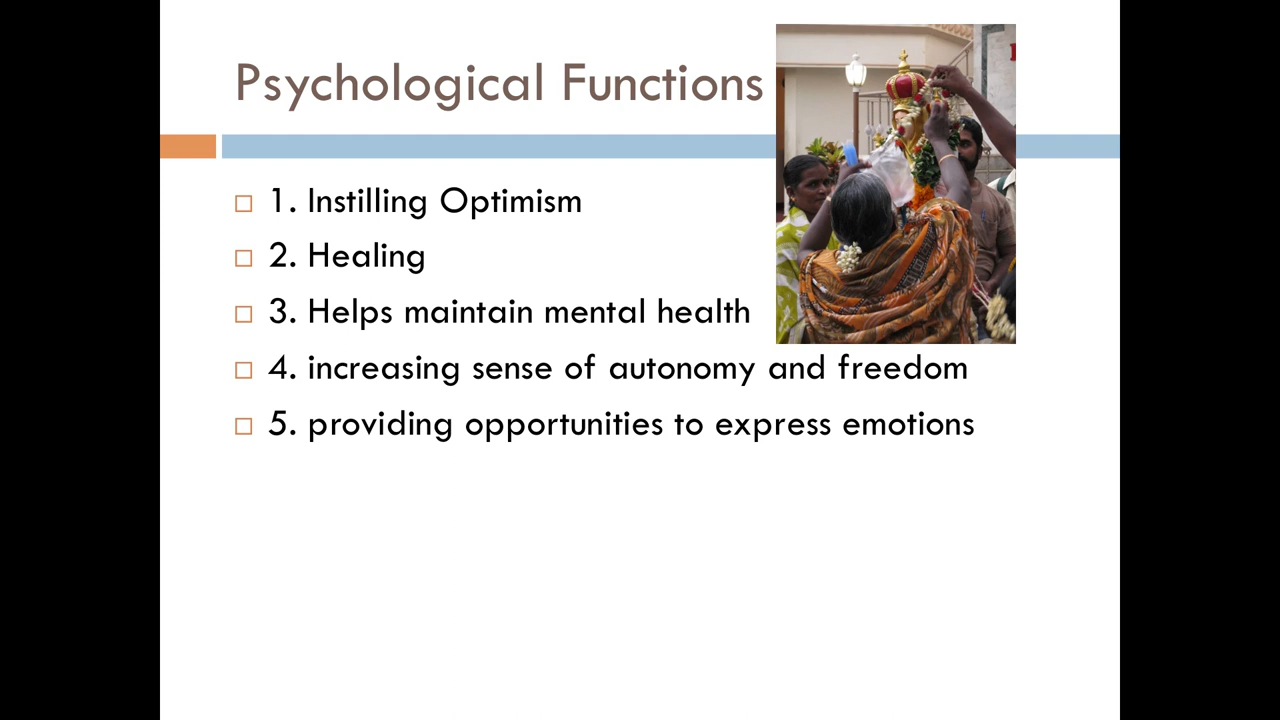 Psychological Functions
1. Instilling Optimism
2. Healing
3. Helps maintain mental health
4. increasing sense of autonomy and freedom
5. providing opportunities to express emotions